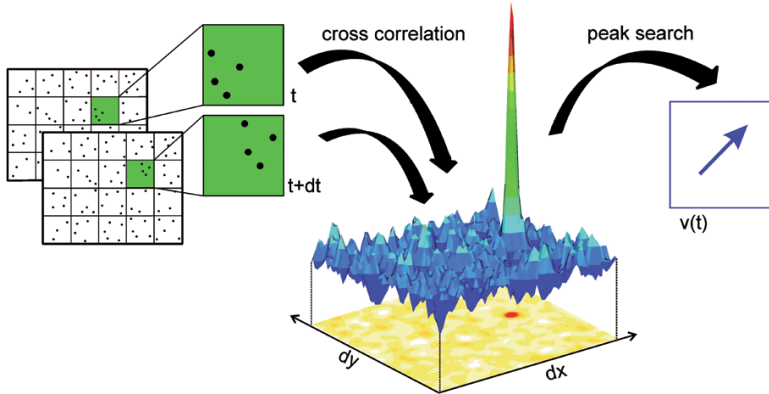 cross correlation
peak search
t
t+dt
v(t)
dy
dx